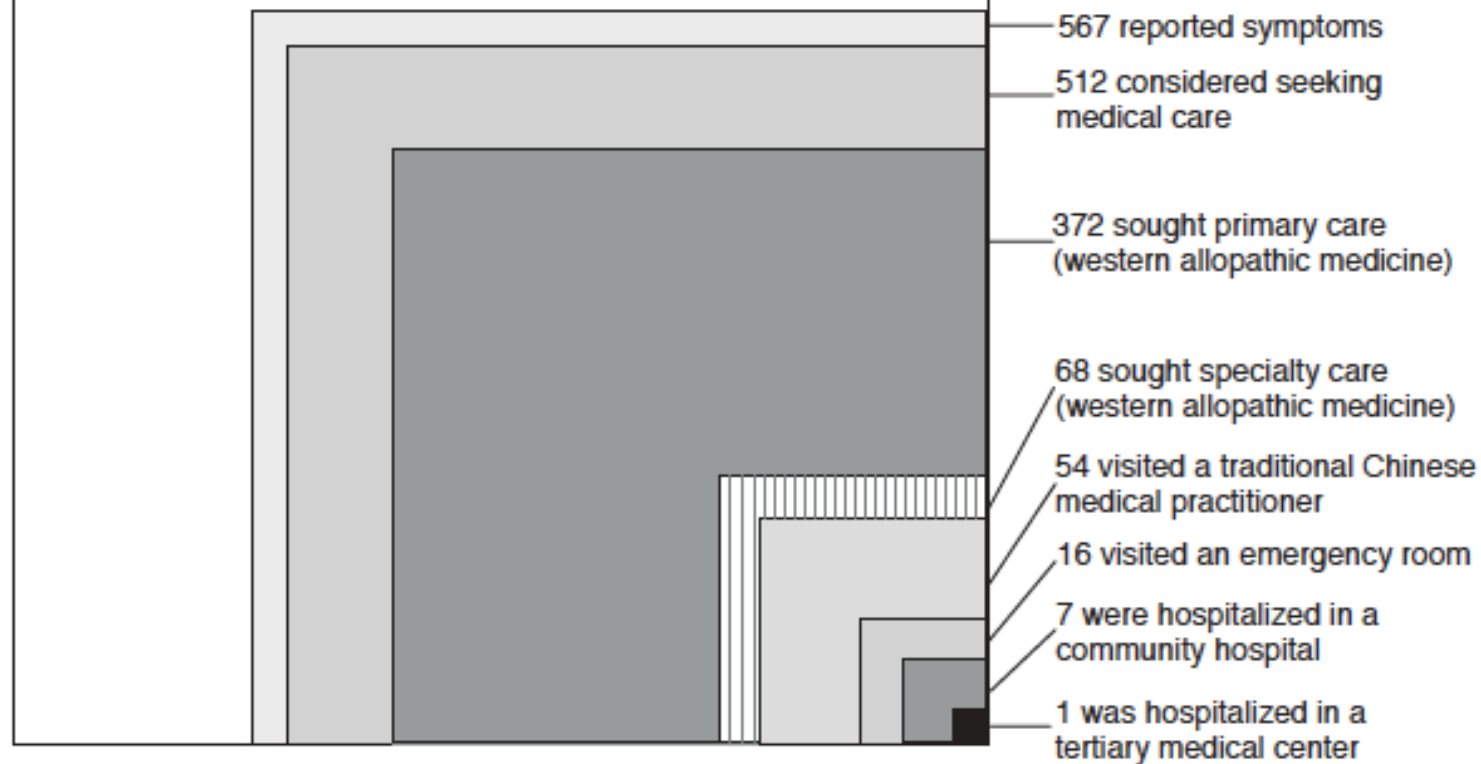 567 reported symptoms
512 considered seeking
medical care
372 sought primary care
(western allopathic medicine)
68 sought specialty care
(western allopathic medicine)
54 visited a traditional Chinese
medical practitioner
16 visited an emergency room
7 were hospitalized in a
community hospital
1 was hospitalized in a
tertiary medical center